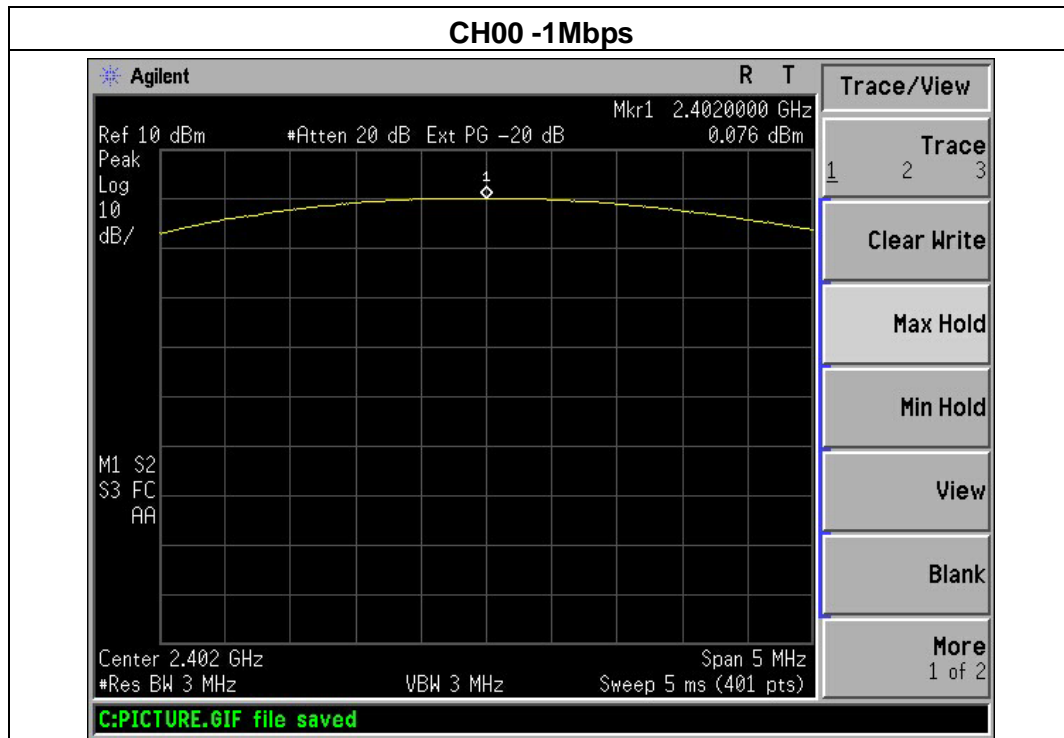 CH00 -1Mbps
Agilent R T
Mkr1 2.4020000 GHz
Ref 10 dBm #Atten 20 dB Ext PG -20 dB 0.076 dBm
Peak
Log
10
dB/
1
M1 S2
S3 FC
AA
Center 2.402 GHz Span 5 MHz
#Res BW 3 MHz VBW 3 MHz Sweep 5 ms (401 pts)
C:PICTURE.GIF file saved
Trace/View
Trace
1 2 3
Clear Write
Max Hold
Min Hold
View
Blank
More
1 of 2